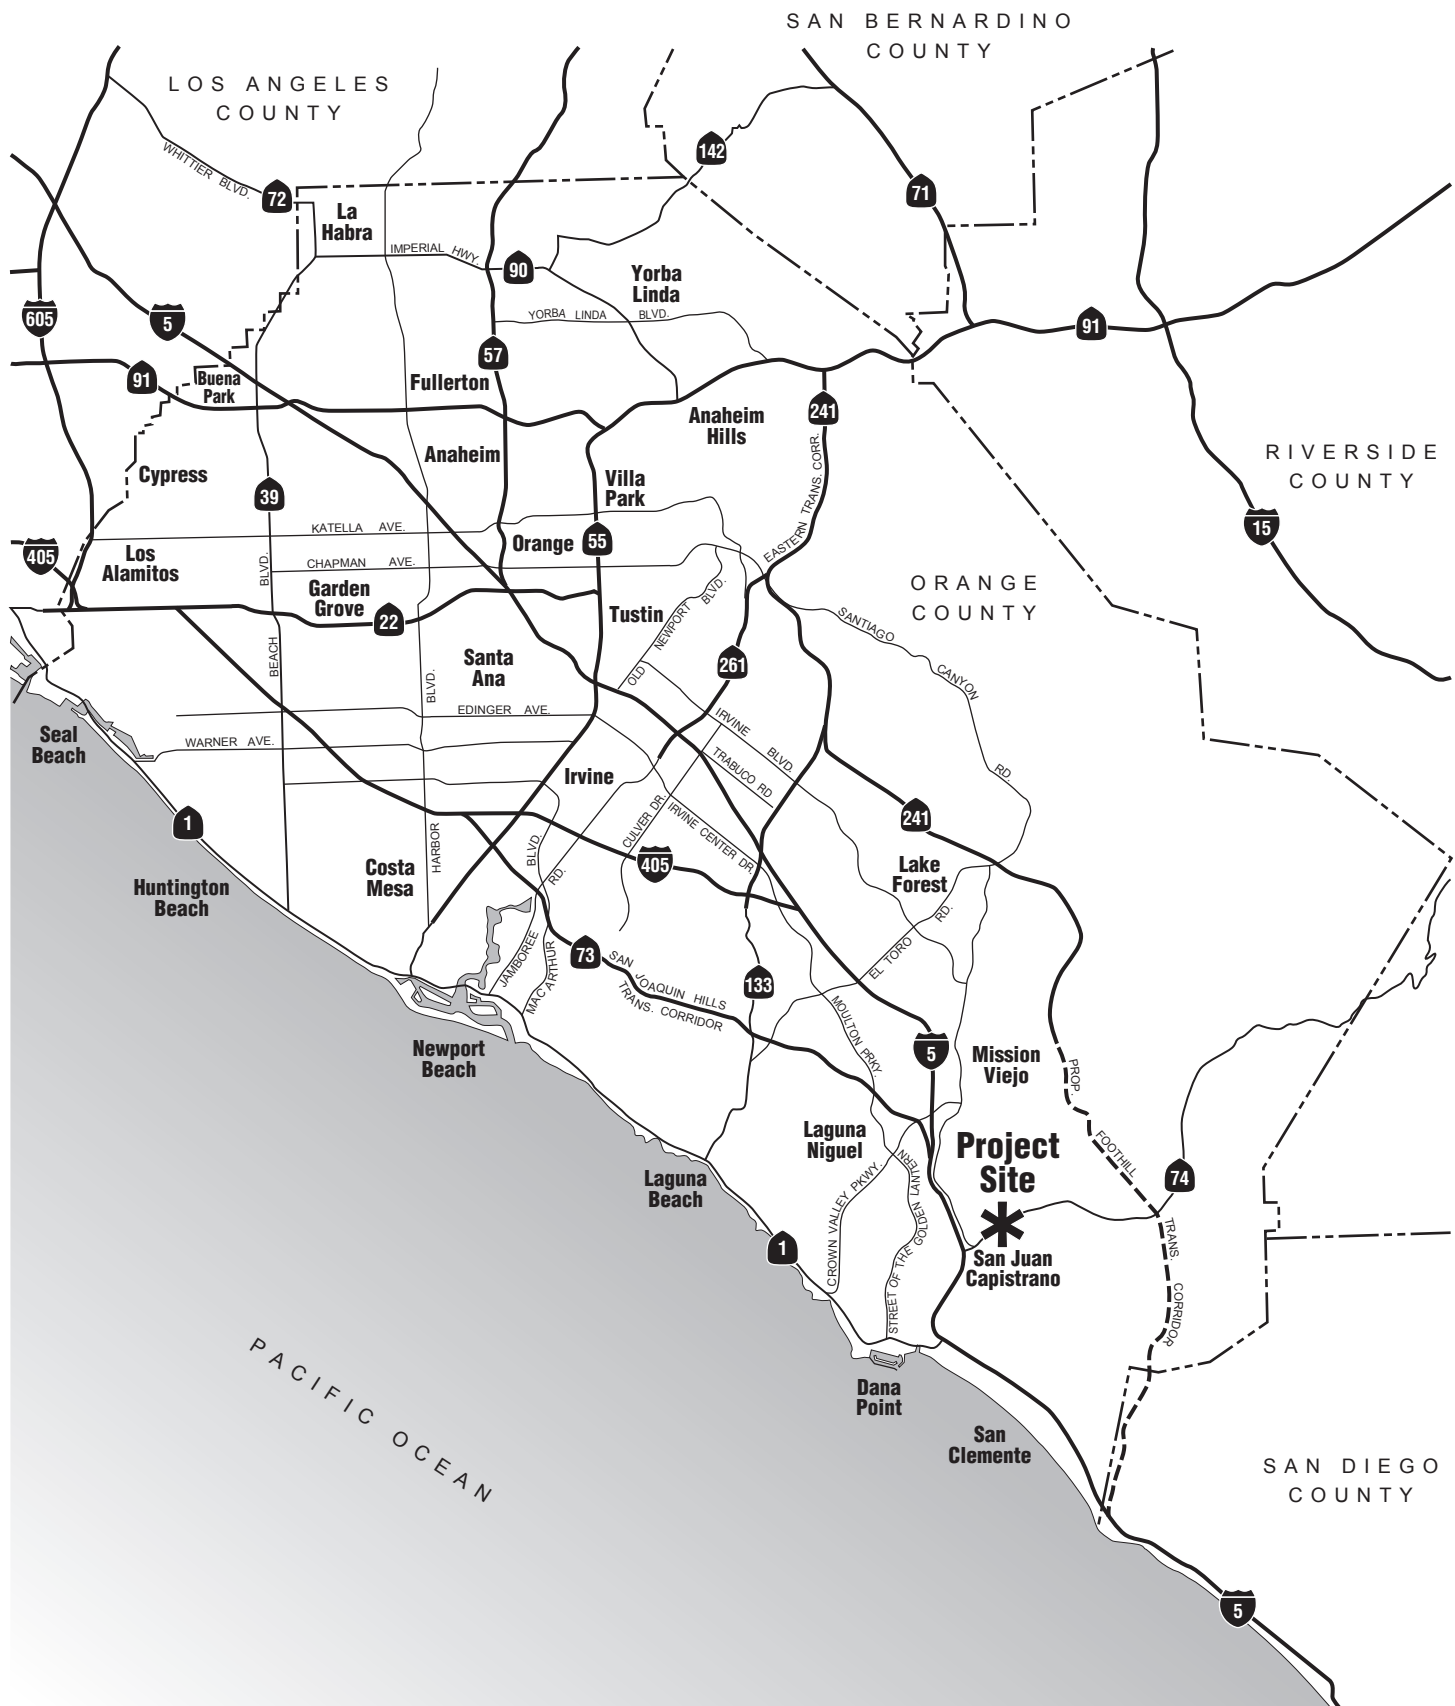 SAN BERNARDINO
COUNTY
LOS ANGELES
COUNTY
142
WHITTIER BLVD.
72
71
La
Habra
IMPERIAL HWY.
90
Yorba
Linda
605
5
YORBA LINDA BLVD.
91
57
91
Buena
Park
Fullerton
241
Anaheim
Hills
EASTERN TRANS. CORR.
Anaheim
RIVERSIDE
COUNTY
Cypress
Villa
Park
39
15
KATELLA AVE.
Orange
55
405
Los
Alamitos
BLVD.
CHAPMAN AVE.
ORANGE
COUNTY
Garden
Grove
22
Tustin
OLD NEWPORT BLVD.
SANTIAGO CANYON RD.
BEACH
Santa
Ana
261
BLVD.
EDINGER AVE.
IRVINE BLVD.
Seal
Beach
WARNER AVE.
TRABUCO RD
Irvine
1
CULVER DR.
IRVINE CENTER DR.
241
HARBOR
BLVD.
RD.
405
Costa
Mesa
Lake
Forest
Huntington
Beach
EL TORO RD.
JAMBOREE
MAC ARTHUR
73
SAN JOAQUIN HILLS
TRANS. CORRIDOR
133
MOULTON PRKY.
Newport
Beach
5
Mission
Viejo
PROP.
FOOTHILL
Laguna
Niguel
Project
Site
74
Laguna
Beach
CROWN VALLEY PKWY.
STREET OF THE GOLDEN LANTERN
TRANS. CORRIDOR
1
San Juan
Capistrano
PACIFIC OCEAN
Dana
Point
San
Clemente
SAN DIEGO
COUNTY
5